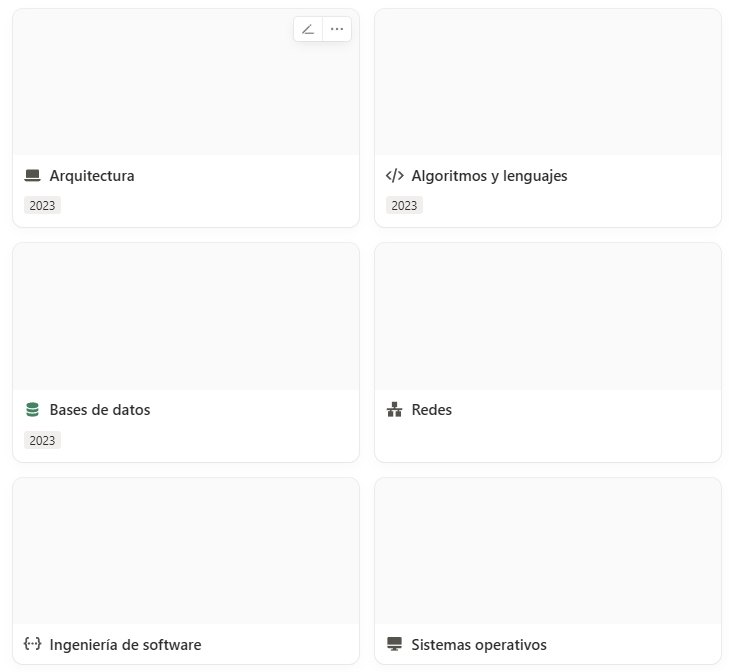 Arquitectura
2023
Algoritmos y lenguajes
2023
Bases de datos
2023
Redes
Ingeniería de software
Sistemas operativos